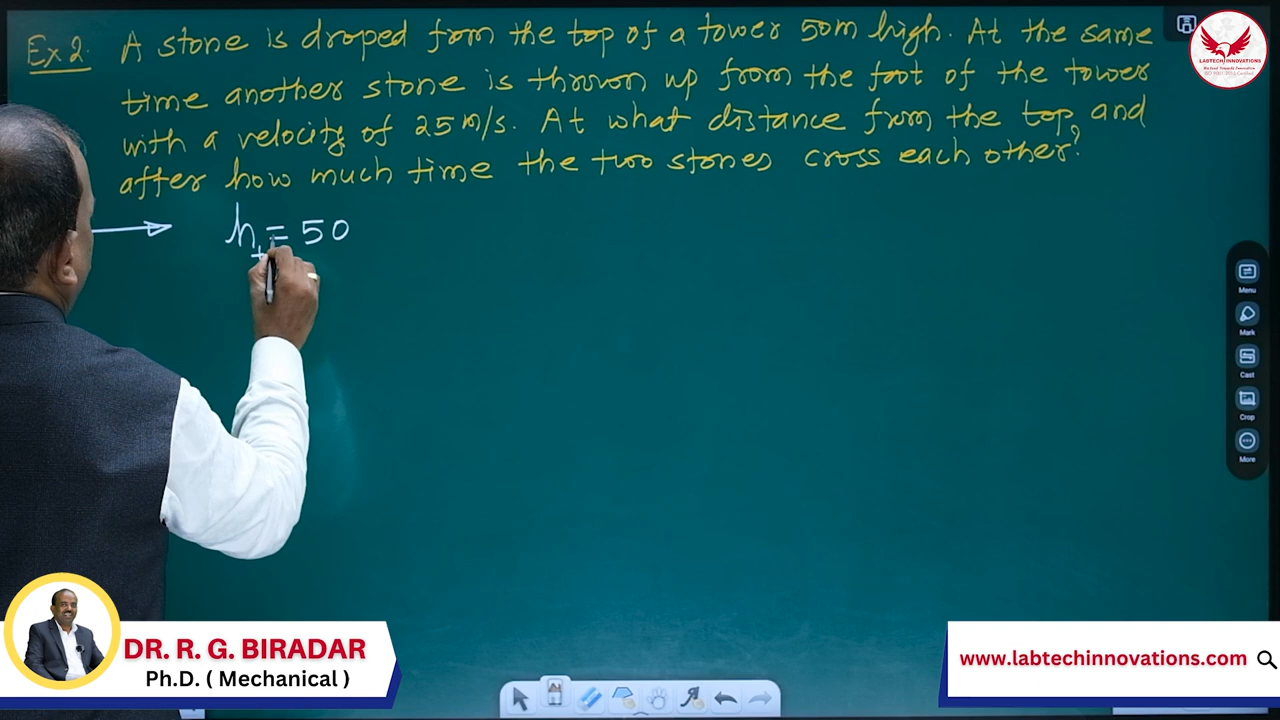 Ex 2. A stone is droped from the top of a tower 50m high. At the same
time another stone is thrown up from the foot of the tower
with a velocity of 25 m/s. At what distance from the top, and
after how much time the two stones cross each other?
h = 50
LABTECH INNOVATIONS
Menu
Mark
Cast
Crop
More
DR. R. G. BIRADAR
Ph.D. ( Mechanical )
www.labtechinnovations.com